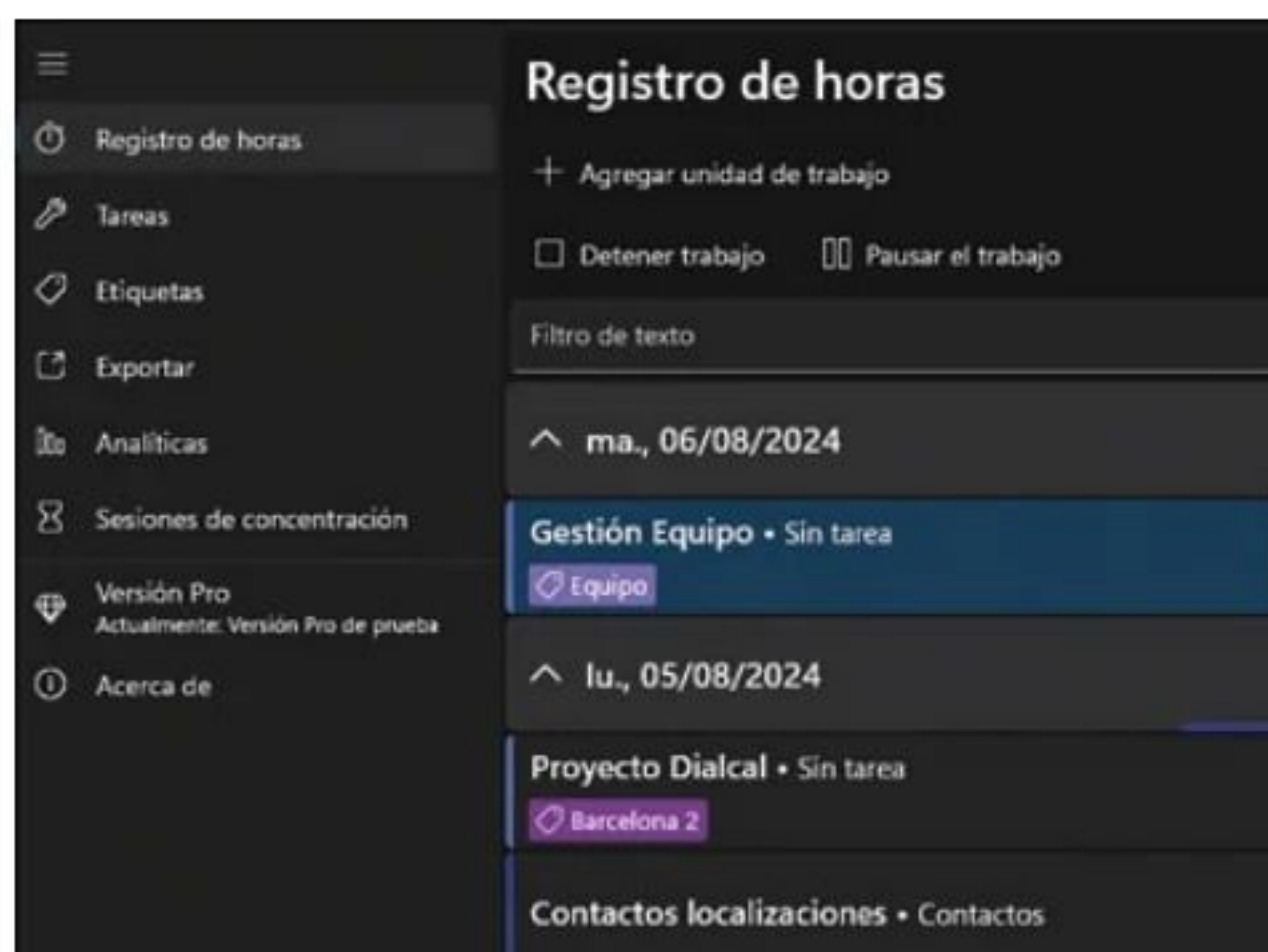 Registro de horas
Tareas
Etiquetas
Exportar
Analíticas
Sesiones de concentración
Versión Pro
Actualmente: Versión Pro de prueba
Acerca de
Registro de horas
Agregar unidad de trabajo
Detener trabajo Pausar el trabajo
Filtro de texto
ma., 06/08/2024
Gestión Equipo • Sin tarea
Equipo
lu., 05/08/2024
Proyecto Dialcal • Sin tarea
Barcelona 2
Contactos localizaciones • Contactos